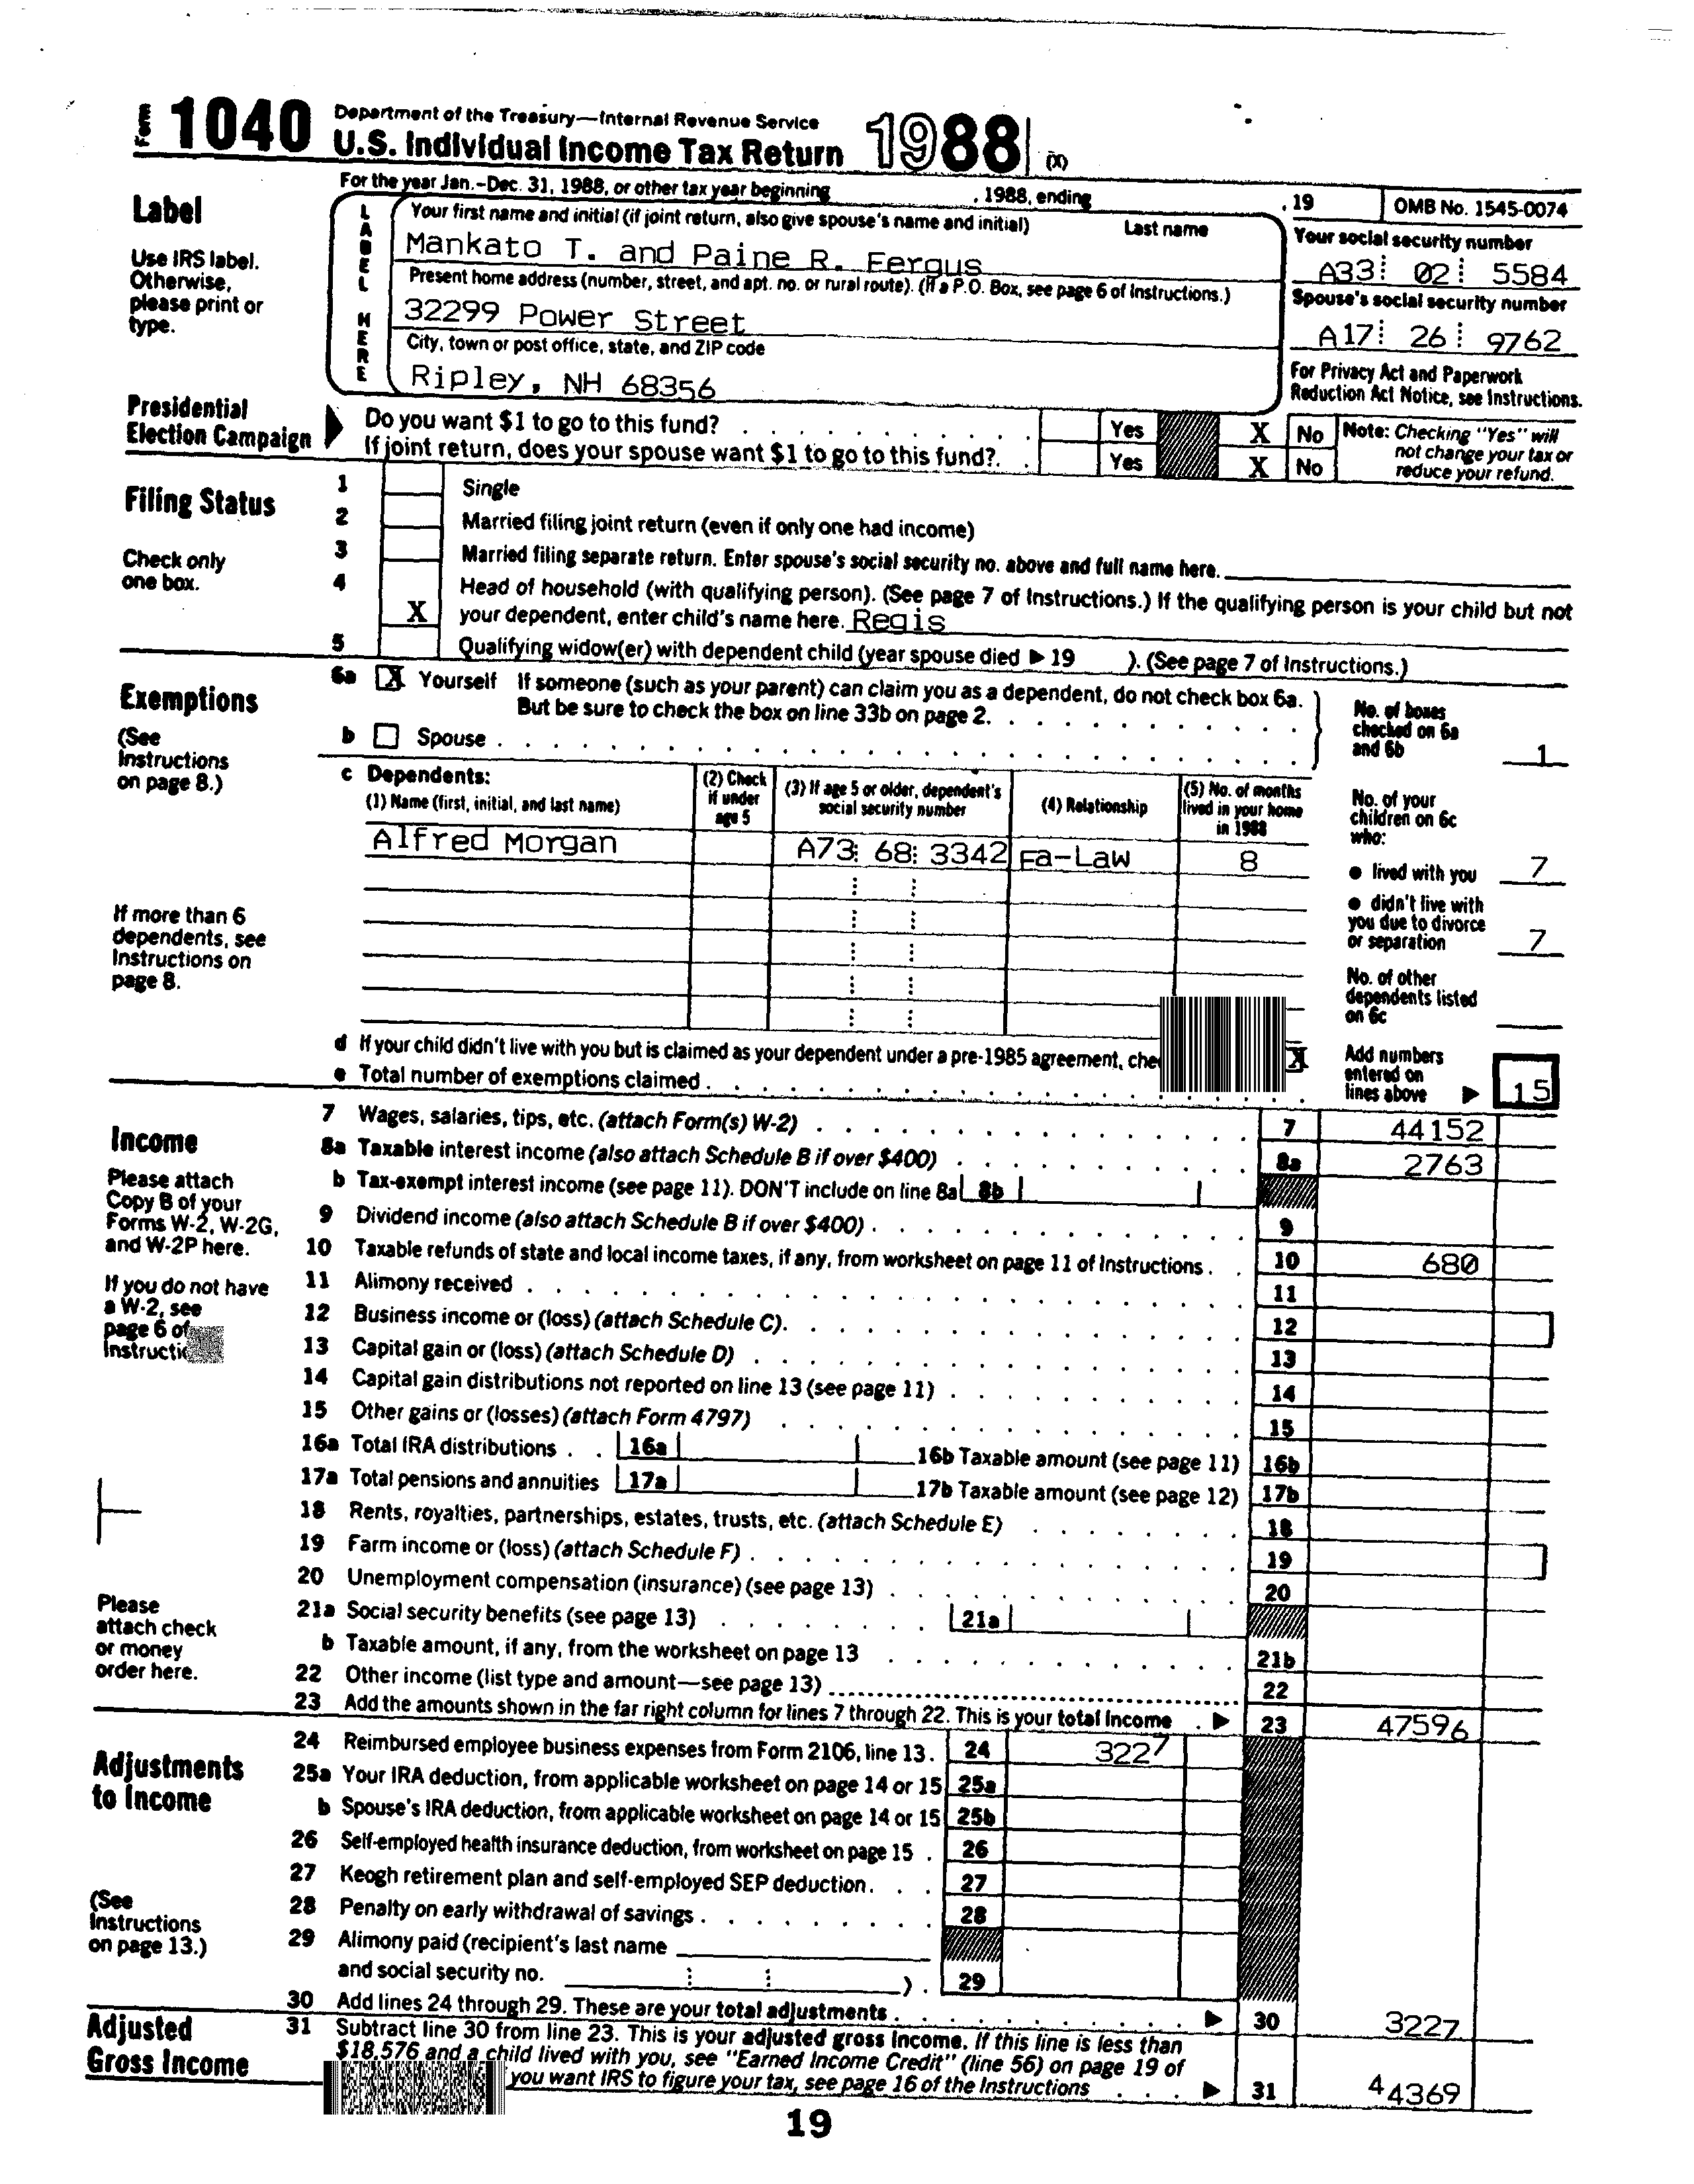 Form 1040 Department of the Treasury—Internal Revenue Service
U.S. Individual Income Tax Return 1988 (X)
For the year Jan.-Dec. 31, 1988, or other tax year beginning , 1988, ending , 19 OMB No. 1545-0074
Label
Use IRS label.
Otherwise,
please print or
type.
LABEL HERE
Your first name and initial (if joint return, also give spouse's name and initial) Last name
Mankato T. and Paine R. Fergus
Present home address (number, street, and apt. no. or rural route). (If a P.O. Box, see page 6 of Instructions.)
32299 Power Street
City, town or post office, state, and ZIP code
Ripley, NH 68356
Your social security number
A33 02 5584
Spouse's social security number
A17 26 9762
For Privacy Act and Paperwork
Reduction Act Notice, see Instructions.
Presidential
Election Campaign
Do you want $1 to go to this fund? Yes X No
If joint return, does your spouse want $1 to go to this fund?. Yes X No
Note: Checking "Yes" will
not change your tax or
reduce your refund.
Filing Status
Check only
one box.
1 Single
2 Married filing joint return (even if only one had income)
3 Married filing separate return. Enter spouse's social security no. above and full name here.
4 Head of household (with qualifying person). (See page 7 of Instructions.) If the qualifying person is your child but not
X your dependent, enter child's name here. Regis
5 Qualifying widow(er) with dependent child (year spouse died ▶ 19 ). (See page 7 of Instructions.)
Exemptions
(See
Instructions
on page 8.)
If more than 6
dependents, see
Instructions on
page 8.
6a X Yourself If someone (such as your parent) can claim you as a dependent, do not check box 6a.
But be sure to check the box on line 33b on page 2.
b Spouse
No. of boxes
checked on 6a
and 6b 1
c Dependents:
(1) Name (first, initial, and last name)
(2) Check
if under
age 5
(3) If age 5 or older, dependent's
social security number
(4) Relationship
(5) No. of months
lived in your home
in 1988
Alfred Morgan A73 68 3342 Fa-Law 8
No. of your
children on 6c
who:
● lived with you 7
● didn't live with
you due to divorce
or separation 7
No. of other
dependents listed
on 6c
d If your child didn't live with you but is claimed as your dependent under a pre-1985 agreement, che X
e Total number of exemptions claimed
Add numbers
entered on
lines above ▶ 15
Income
Please attach
Copy B of your
Forms W-2, W-2G,
and W-2P here.
If you do not have
a W-2, see
page 6 of
Instructi
Please
attach check
or money
order here.
7 Wages, salaries, tips, etc. (attach Form(s) W-2) 7 44152
8a Taxable interest income (also attach Schedule B if over $400) 8a 2763
b Tax-exempt interest income (see page 11). DON'T include on line 8a 8b
9 Dividend income (also attach Schedule B if over $400) 9
10 Taxable refunds of state and local income taxes, if any, from worksheet on page 11 of Instructions 10 680
11 Alimony received 11
12 Business income or (loss) (attach Schedule C). 12
13 Capital gain or (loss) (attach Schedule D) 13
14 Capital gain distributions not reported on line 13 (see page 11) 14
15 Other gains or (losses) (attach Form 4797) 15
16a Total IRA distributions 16a 16b Taxable amount (see page 11) 16b
17a Total pensions and annuities 17a 17b Taxable amount (see page 12) 17b
18 Rents, royalties, partnerships, estates, trusts, etc. (attach Schedule E) 18
19 Farm income or (loss) (attach Schedule F) 19
20 Unemployment compensation (insurance) (see page 13) 20
21a Social security benefits (see page 13) 21a
b Taxable amount, if any, from the worksheet on page 13 21b
22 Other income (list type and amount—see page 13) 22
23 Add the amounts shown in the far right column for lines 7 through 22. This is your total income ▶ 23 47596
Adjustments
to Income
(See
Instructions
on page 13.)
24 Reimbursed employee business expenses from Form 2106, line 13. 24 3227
25a Your IRA deduction, from applicable worksheet on page 14 or 15 25a
b Spouse's IRA deduction, from applicable worksheet on page 14 or 15 25b
26 Self-employed health insurance deduction, from worksheet on page 15 26
27 Keogh retirement plan and self-employed SEP deduction 27
28 Penalty on early withdrawal of savings 28
29 Alimony paid (recipient's last name
and social security no. ) 29
30 Add lines 24 through 29. These are your total adjustments ▶ 30 3227
Adjusted
Gross Income
31 Subtract line 30 from line 23. This is your adjusted gross income. If this line is less than
$18,576 and a child lived with you, see "Earned Income Credit" (line 56) on page 19 of
you want IRS to figure your tax, see page 16 of the Instructions ▶ 31 44369
19